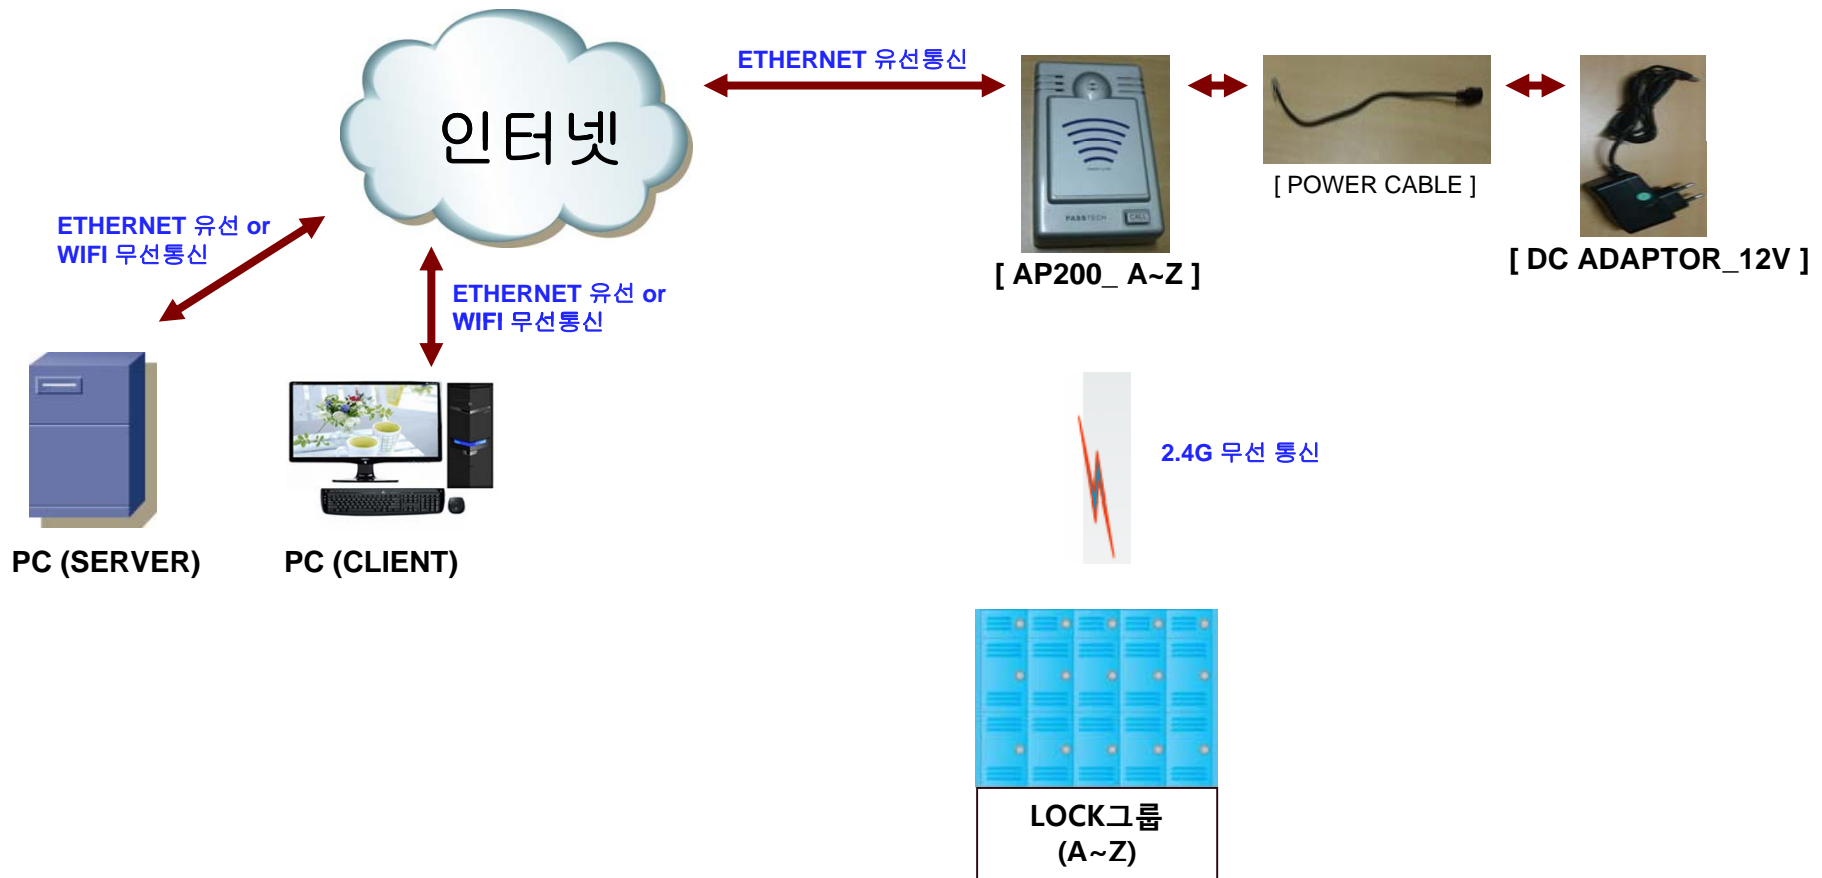 ETHERNET 유선통신
인터넷
[ POWER CABLE ]
PASSTECH
CALL
ETHERNET 유선 or
WIFI 무선통신
[ DC ADAPTOR_12V ]
[ AP200_ A~Z ]
ETHERNET 유선 or
WIFI 무선통신
2.4G 무선 통신
PC (SERVER)
PC (CLIENT)
LOCK그룹
(A~Z)